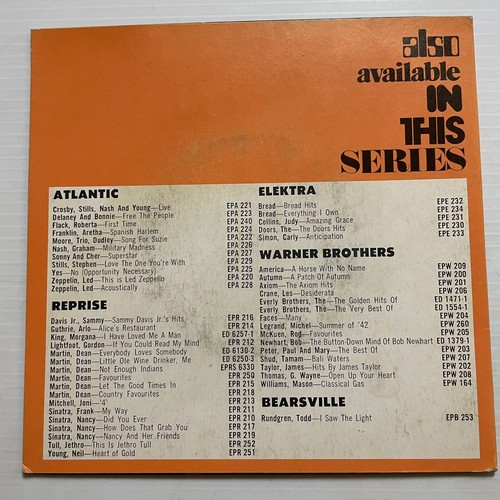 also
available
IN
THIS
SERIES
ATLANTIC
Crosby, Stills, Nash And Young—Live
Delaney And Bonnie—Free The People
Flack, Roberta—First Time
Franklin, Aretha—Spanish Harlem
Moore, Trio, Dudley—Song For Suzie
Nash, Graham—Military Madness
Sonny And Cher—Superstar
Stills, Stephen—Love The One You're With
Yes—No (Opportunity Necessary)
Zeppelin, Led—This is Led Zeppelin
Zeppelin, Led—Acoustically
EPA 221
EPA 223
EPA 219
EPA 240
EPA 224
EPA 222
EPA 226
EPA 227
EPA 229
EPA 225
EPA 220
EPA 228
REPRISE
Davis Jr., Sammy—Sammy Davis Jr.'s Hits EPR 216
Guthrie, Arlo—Alice's Restaurant EPR 214
King, Morgana—I Have Loved Me A Man ED 6257-1
Lightfoot, Gordon—If You Could Read My Mind EPR 212
Martin, Dean—Everybody Loves Somebody ED 6130-2
Martin, Dean—Little Ole Wine Drinker, Me ED 6250-3
Martin, Dean—Not Enough Indians EPRS 6330
Martin, Dean—Favourites EPR 250
Martin, Dean—Let The Good Times In EPR 215
Martin, Dean—Country Favourites EPR 218
Mitchell, Joni—'4' EPR 213
Sinatra, Frank—My Way EPR 211
Sinatra, Nancy—Did You Ever EPR 210
Sinatra, Nancy—How Does That Grab You EPR 217
Sinatra, Nancy—Nancy And Her Friends EPR 219
Tull, Jethro—This Is Jethro Tull EPR 252
Young, Neil—Heart of Gold EPR 251
ELEKTRA
Bread—Bread Hits EPE 232
Bread—Everything I Own EPE 234
Collins, Judy—Amazing Grace EPE 231
Doors, The—The Doors Hits EPE 230
Simon, Carly—Anticipation EPE 233
WARNER BROTHERS
America—A Horse With No Name EPW 209
Autumn—A Patch Of Autumn EPW 200
Axiom—The Axiom Hits EPW 201
Crane, Les—Desiderata EPW 206
Everly Brothers, The—The Golden Hits Of ED 1471-1
Everly, Brothers, The—The Very Best Of ED 1554-1
Faces—Many EPW 204
Legrand, Michel—Summer of '42 EPW 260
McKuen, Rod—Favourites EPW 205
Newhart, Bob—The Button-Down Mind Of Bob Newhart ED 1379-1
Peter, Paul And Mary—The Best Of EPW 203
Shud, Tamam—Bali Waters EPW 207
Taylor, James—Hits By James Taylor EPW 202
Thomas, G. Wayne—Open Up Your Heart EPW 208
Williams, Mason—Classical Gas EPW 164
BEARSVILLE
Rundgren, Todd—I Saw The Light EPB 253